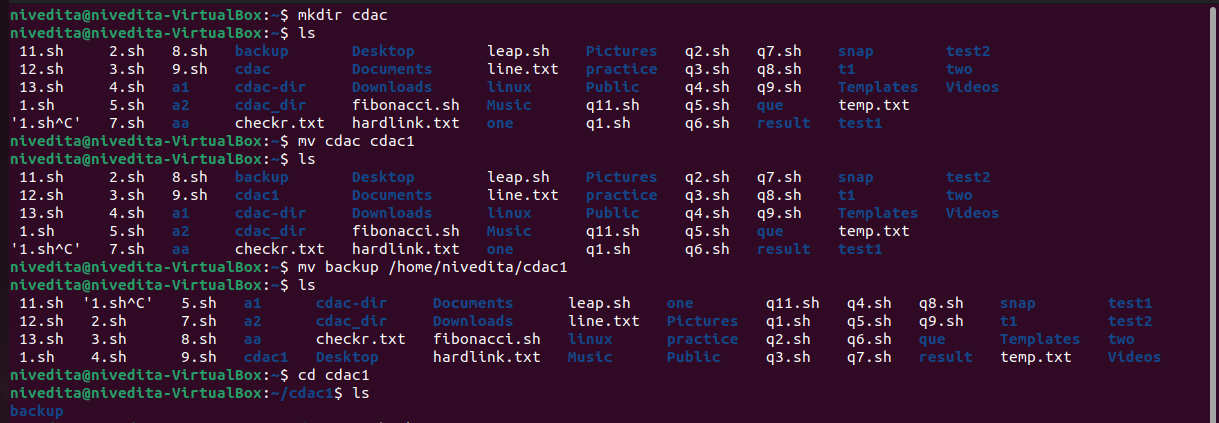 nivedita@nivedita-VirtualBox:~$ mkdir cdac
nivedita@nivedita-VirtualBox:~$ ls
11.sh 2.sh 8.sh backup Desktop leap.sh Pictures q2.sh q7.sh snap test2
12.sh 3.sh 9.sh cdac Documents line.txt practice q3.sh q8.sh t1 two
13.sh 4.sh a1 cdac-dir Downloads linux Public q4.sh q9.sh Templates Videos
1.sh 5.sh a2 cdac_dir fibonacci.sh Music q11.sh q5.sh que temp.txt
'1.sh^C' 7.sh aa checkr.txt hardlink.txt one q1.sh q6.sh result test1
nivedita@nivedita-VirtualBox:~$ mv cdac cdac1
nivedita@nivedita-VirtualBox:~$ ls
11.sh 2.sh 8.sh backup Desktop leap.sh Pictures q2.sh q7.sh snap test2
12.sh 3.sh 9.sh cdac1 Documents line.txt practice q3.sh q8.sh t1 two
13.sh 4.sh a1 cdac-dir Downloads linux Public q4.sh q9.sh Templates Videos
1.sh 5.sh a2 cdac_dir fibonacci.sh Music q11.sh q5.sh que temp.txt
'1.sh^C' 7.sh aa checkr.txt hardlink.txt one q1.sh q6.sh result test1
nivedita@nivedita-VirtualBox:~$ mv backup /home/nivedita/cdac1
nivedita@nivedita-VirtualBox:~$ ls
11.sh '1.sh^C' 5.sh a1 cdac-dir Documents leap.sh one q11.sh q4.sh q8.sh snap test1
12.sh 2.sh 7.sh a2 cdac_dir Downloads line.txt Pictures q1.sh q5.sh q9.sh t1 test2
13.sh 3.sh 8.sh aa checkr.txt fibonacci.sh linux practice q2.sh q6.sh que Templates two
1.sh 4.sh 9.sh cdac1 Desktop hardlink.txt Music Public q3.sh q7.sh result temp.txt Videos
nivedita@nivedita-VirtualBox:~$ cd cdac1
nivedita@nivedita-VirtualBox:~/cdac1$ ls
backup